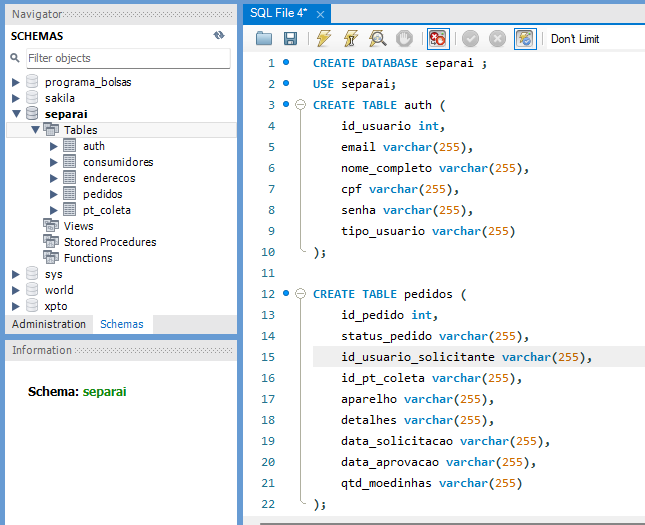 Navigator
SCHEMAS
Filter objects
programa_bolsas
sakila
separai
Tables
auth
consumidores
enderecos
pedidos
pt_coleta
Views
Stored Procedures
Functions
sys
world
xpto
Administration Schemas
Information
Schema: separai
SQL File 4*
Don't Limit
1 CREATE DATABASE separai ;
2 USE separai;
3 CREATE TABLE auth (
4 id_usuario int,
5 email varchar(255),
6 nome_completo varchar(255),
7 cpf varchar(255),
8 senha varchar(255),
9 tipo_usuario varchar(255)
10 );
11
12 CREATE TABLE pedidos (
13 id_pedido int,
14 status_pedido varchar(255),
15 id_usuario_solicitante varchar(255),
16 id_pt_coleta varchar(255),
17 aparelho varchar(255),
18 detalhes varchar(255),
19 data_solicitacao varchar(255),
20 data_aprovacao varchar(255),
21 qtd_moedinhas varchar(255)
22 );